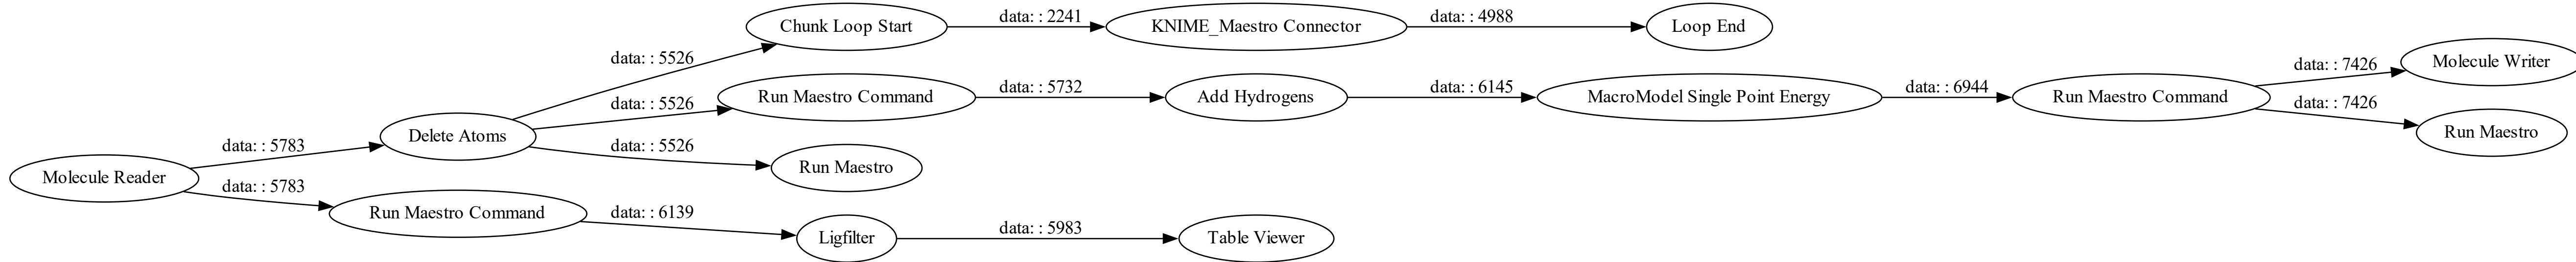 Chunk Loop Start
data: : 2241
KNIME_Maestro Connector
data: : 4988
Loop End
data: : 5526
data: : 5526
Run Maestro Command
data: : 5732
Add Hydrogens
data: : 6145
MacroModel Single Point Energy
data: : 6944
Run Maestro Command
data: : 7426
Molecule Writer
data: : 7426
Run Maestro
Molecule Reader
data: : 5783
Delete Atoms
data: : 5526
Run Maestro
data: : 5783
Run Maestro Command
data: : 6139
Ligfilter
data: : 5983
Table Viewer